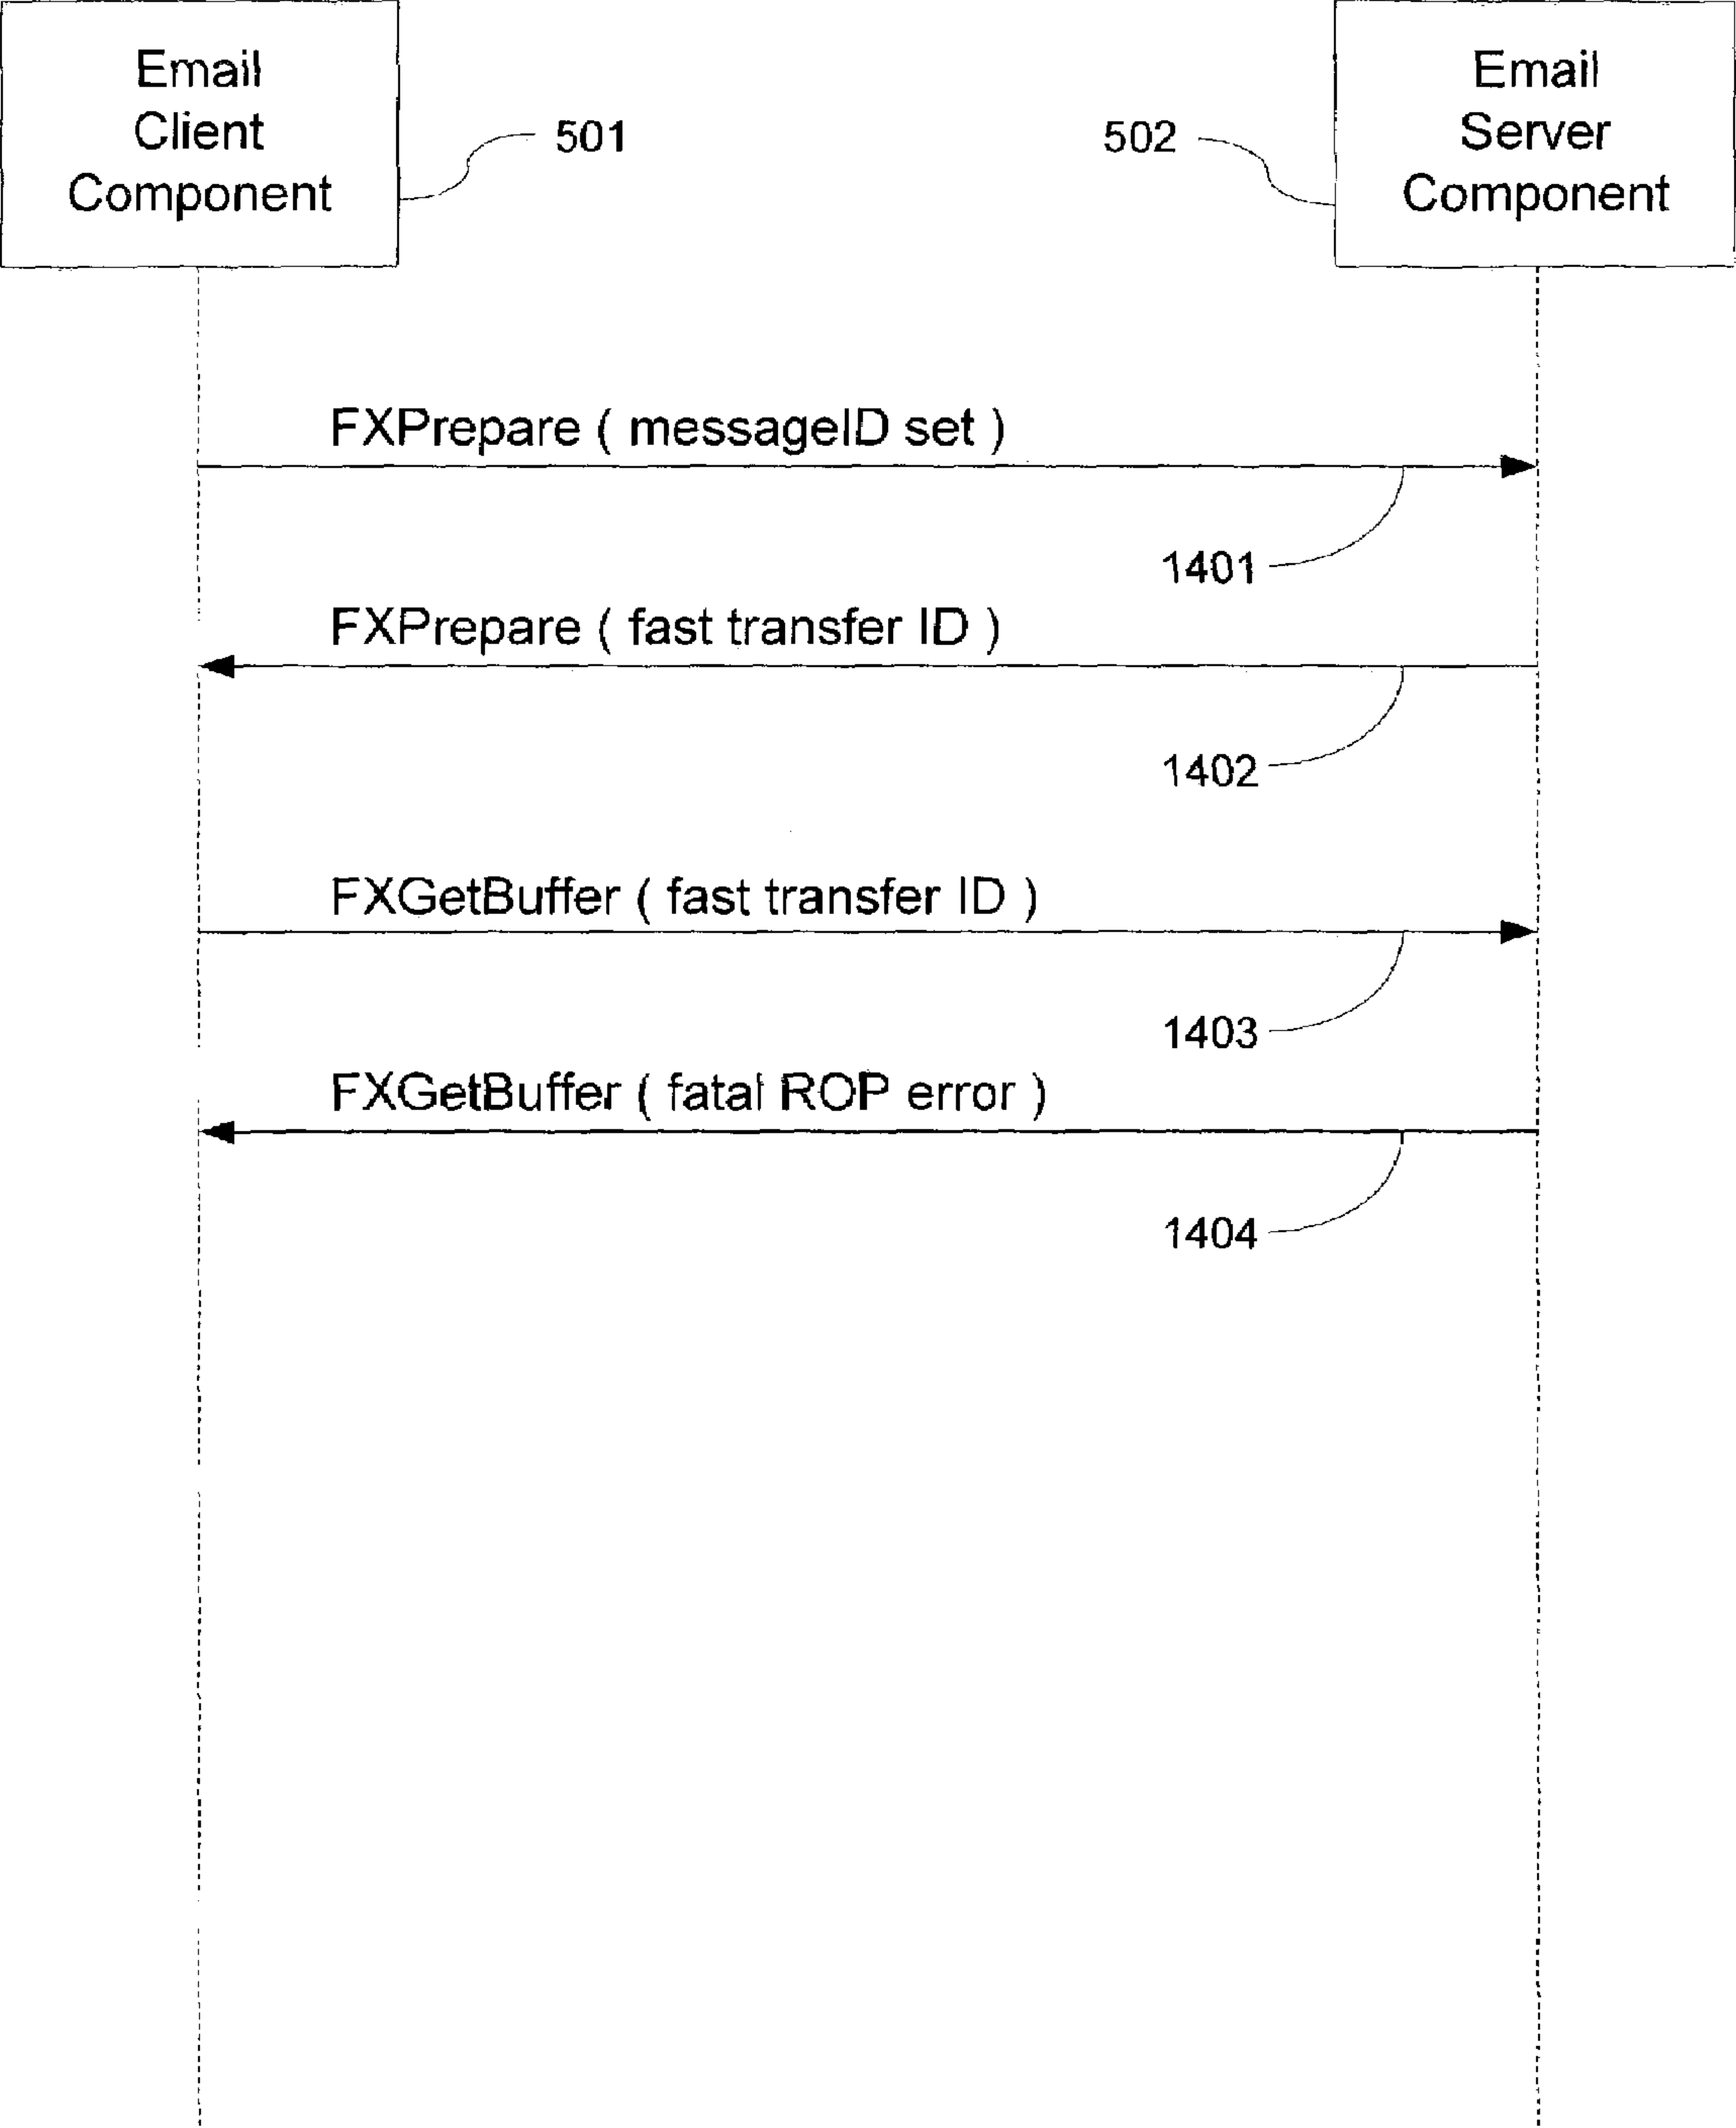 Email
Client
Component
501
502
Email
Server
Component
FXPrepare ( messageID set )
1401
FXPrepare ( fast transfer ID )
1402
FXGetBuffer ( fast transfer ID )
1403
FXGetBuffer ( fatal ROP error )
1404